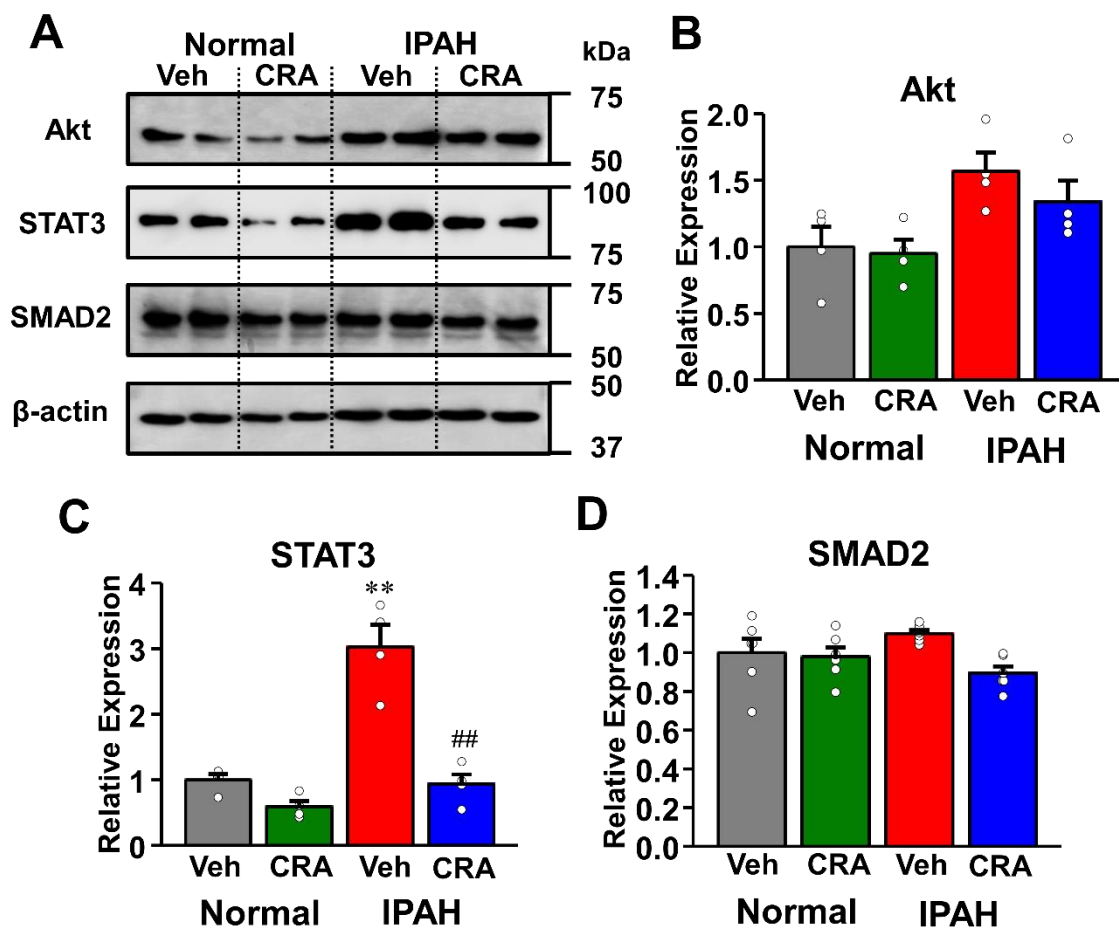 A
Normal IPAH kDa
Veh CRA Veh CRA
75
Akt
50
100
STAT3
75
75
SMAD2
50
50
β-actin
37
B
Akt
Relative Expression
2.0
1.5
1.0
0.5
0.0
Veh CRA Veh CRA
Normal IPAH
C
STAT3
Relative Expression
4
3
2
1
0
**
##
Veh CRA Veh CRA
Normal IPAH
D
SMAD2
Relative Expression
1.4
1.2
1.0
0.8
0.6
0.4
0.2
0.0
Veh CRA Veh CRA
Normal IPAH